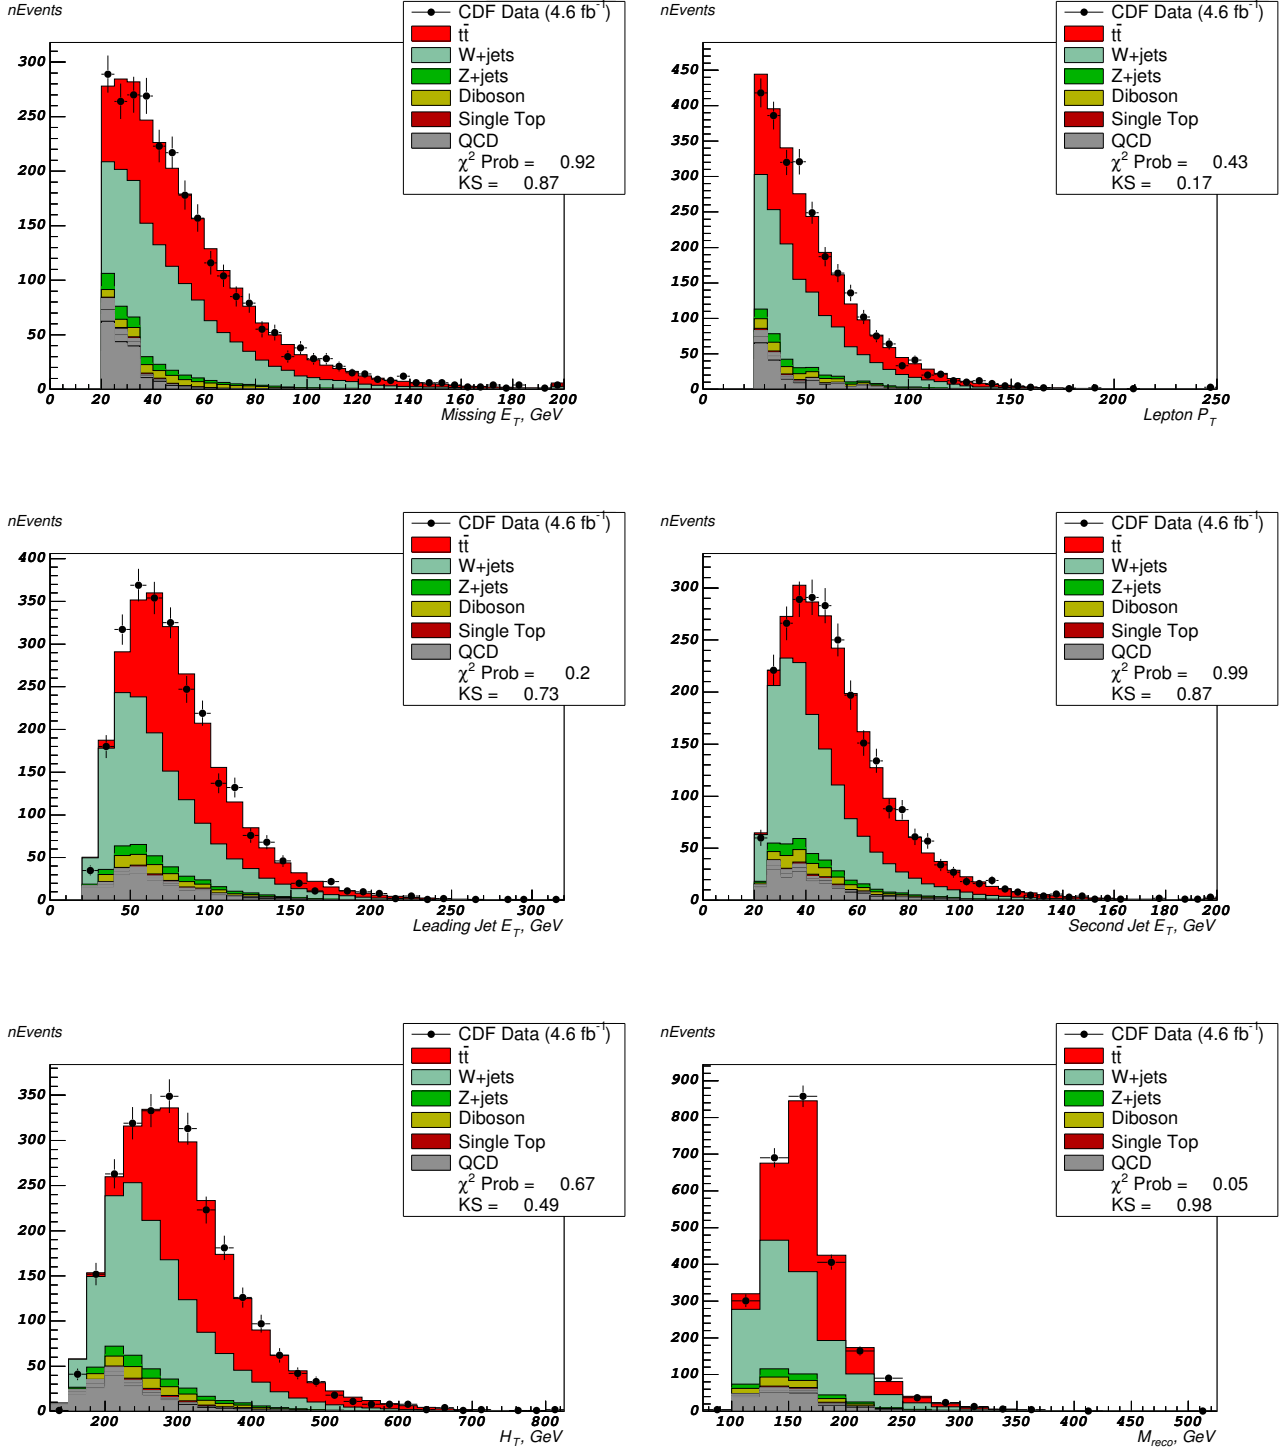 nEvents
CDF Data (4.6 fb⁻¹)
tt̄
W+jets
Z+jets
Diboson
Single Top
QCD
χ² Prob = 0.92
KS = 0.87
300
250
200
150
100
50
0
0 20 40 60 80 100 120 140 160 180 200
Missing E_T, GeV
nEvents
CDF Data (4.6 fb⁻¹)
tt̄
W+jets
Z+jets
Diboson
Single Top
QCD
χ² Prob = 0.43
KS = 0.17
450
400
350
300
250
200
150
100
50
0
0 50 100 150 200 250
Lepton P_T
nEvents
CDF Data (4.6 fb⁻¹)
tt̄
W+jets
Z+jets
Diboson
Single Top
QCD
χ² Prob = 0.2
KS = 0.73
400
350
300
250
200
150
100
50
0
0 50 100 150 200 250 300
Leading Jet E_T, GeV
nEvents
CDF Data (4.6 fb⁻¹)
tt̄
W+jets
Z+jets
Diboson
Single Top
QCD
χ² Prob = 0.99
KS = 0.87
300
250
200
150
100
50
0
0 20 40 60 80 100 120 140 160 180 200
Second Jet E_T, GeV
nEvents
CDF Data (4.6 fb⁻¹)
tt̄
W+jets
Z+jets
Diboson
Single Top
QCD
χ² Prob = 0.67
KS = 0.49
350
300
250
200
150
100
50
0
200 300 400 500 600 700 800
H_T, GeV
nEvents
CDF Data (4.6 fb⁻¹)
tt̄
W+jets
Z+jets
Diboson
Single Top
QCD
χ² Prob = 0.05
KS = 0.98
900
800
700
600
500
400
300
200
100
0
100 150 200 250 300 350 400 450 500
M_reco, GeV